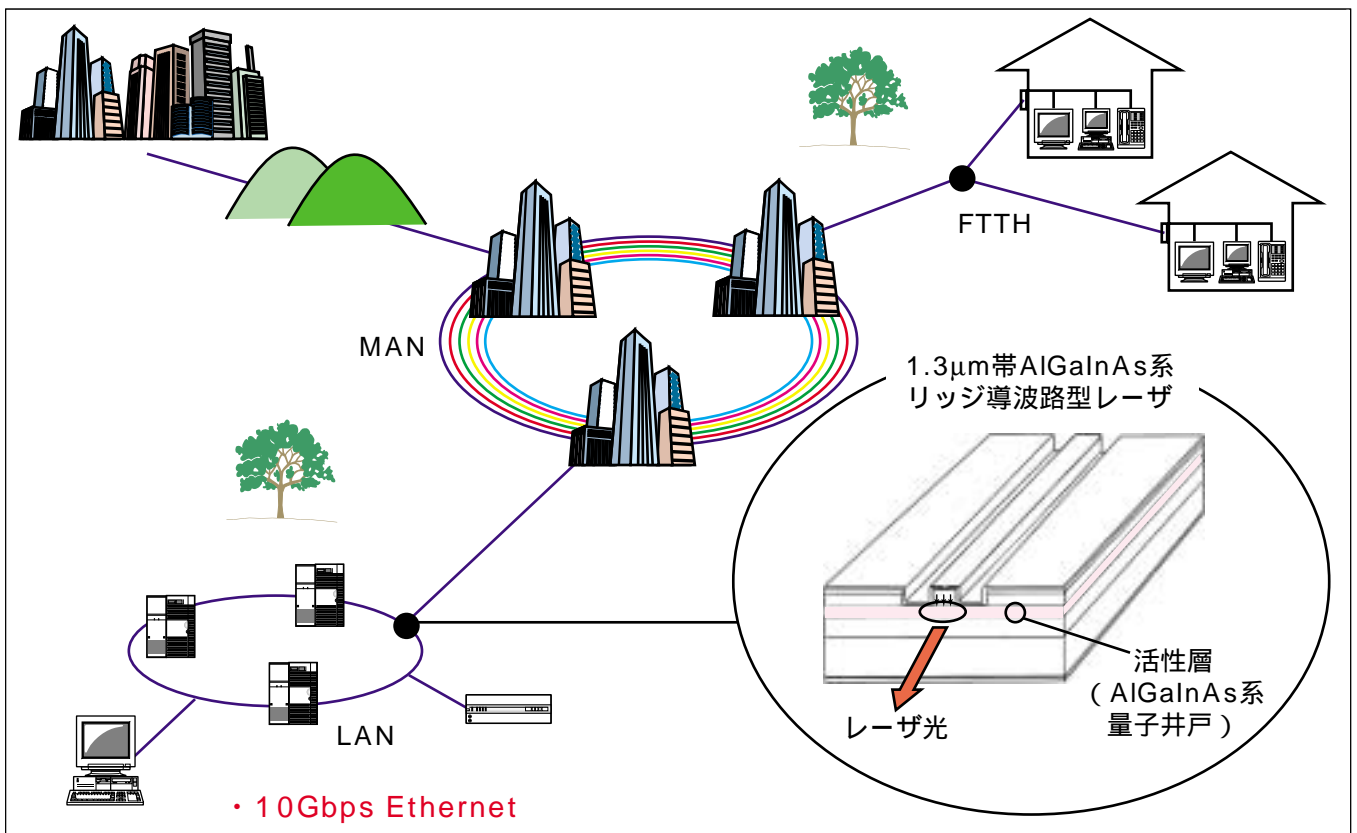 FTTH
MAN
1.3μm帯AlGaInAs系
リッジ導波路型レーザ
活性層
（AlGaInAs系
量子井戸）
レーザ光
LAN
・10Gbps Ethernet